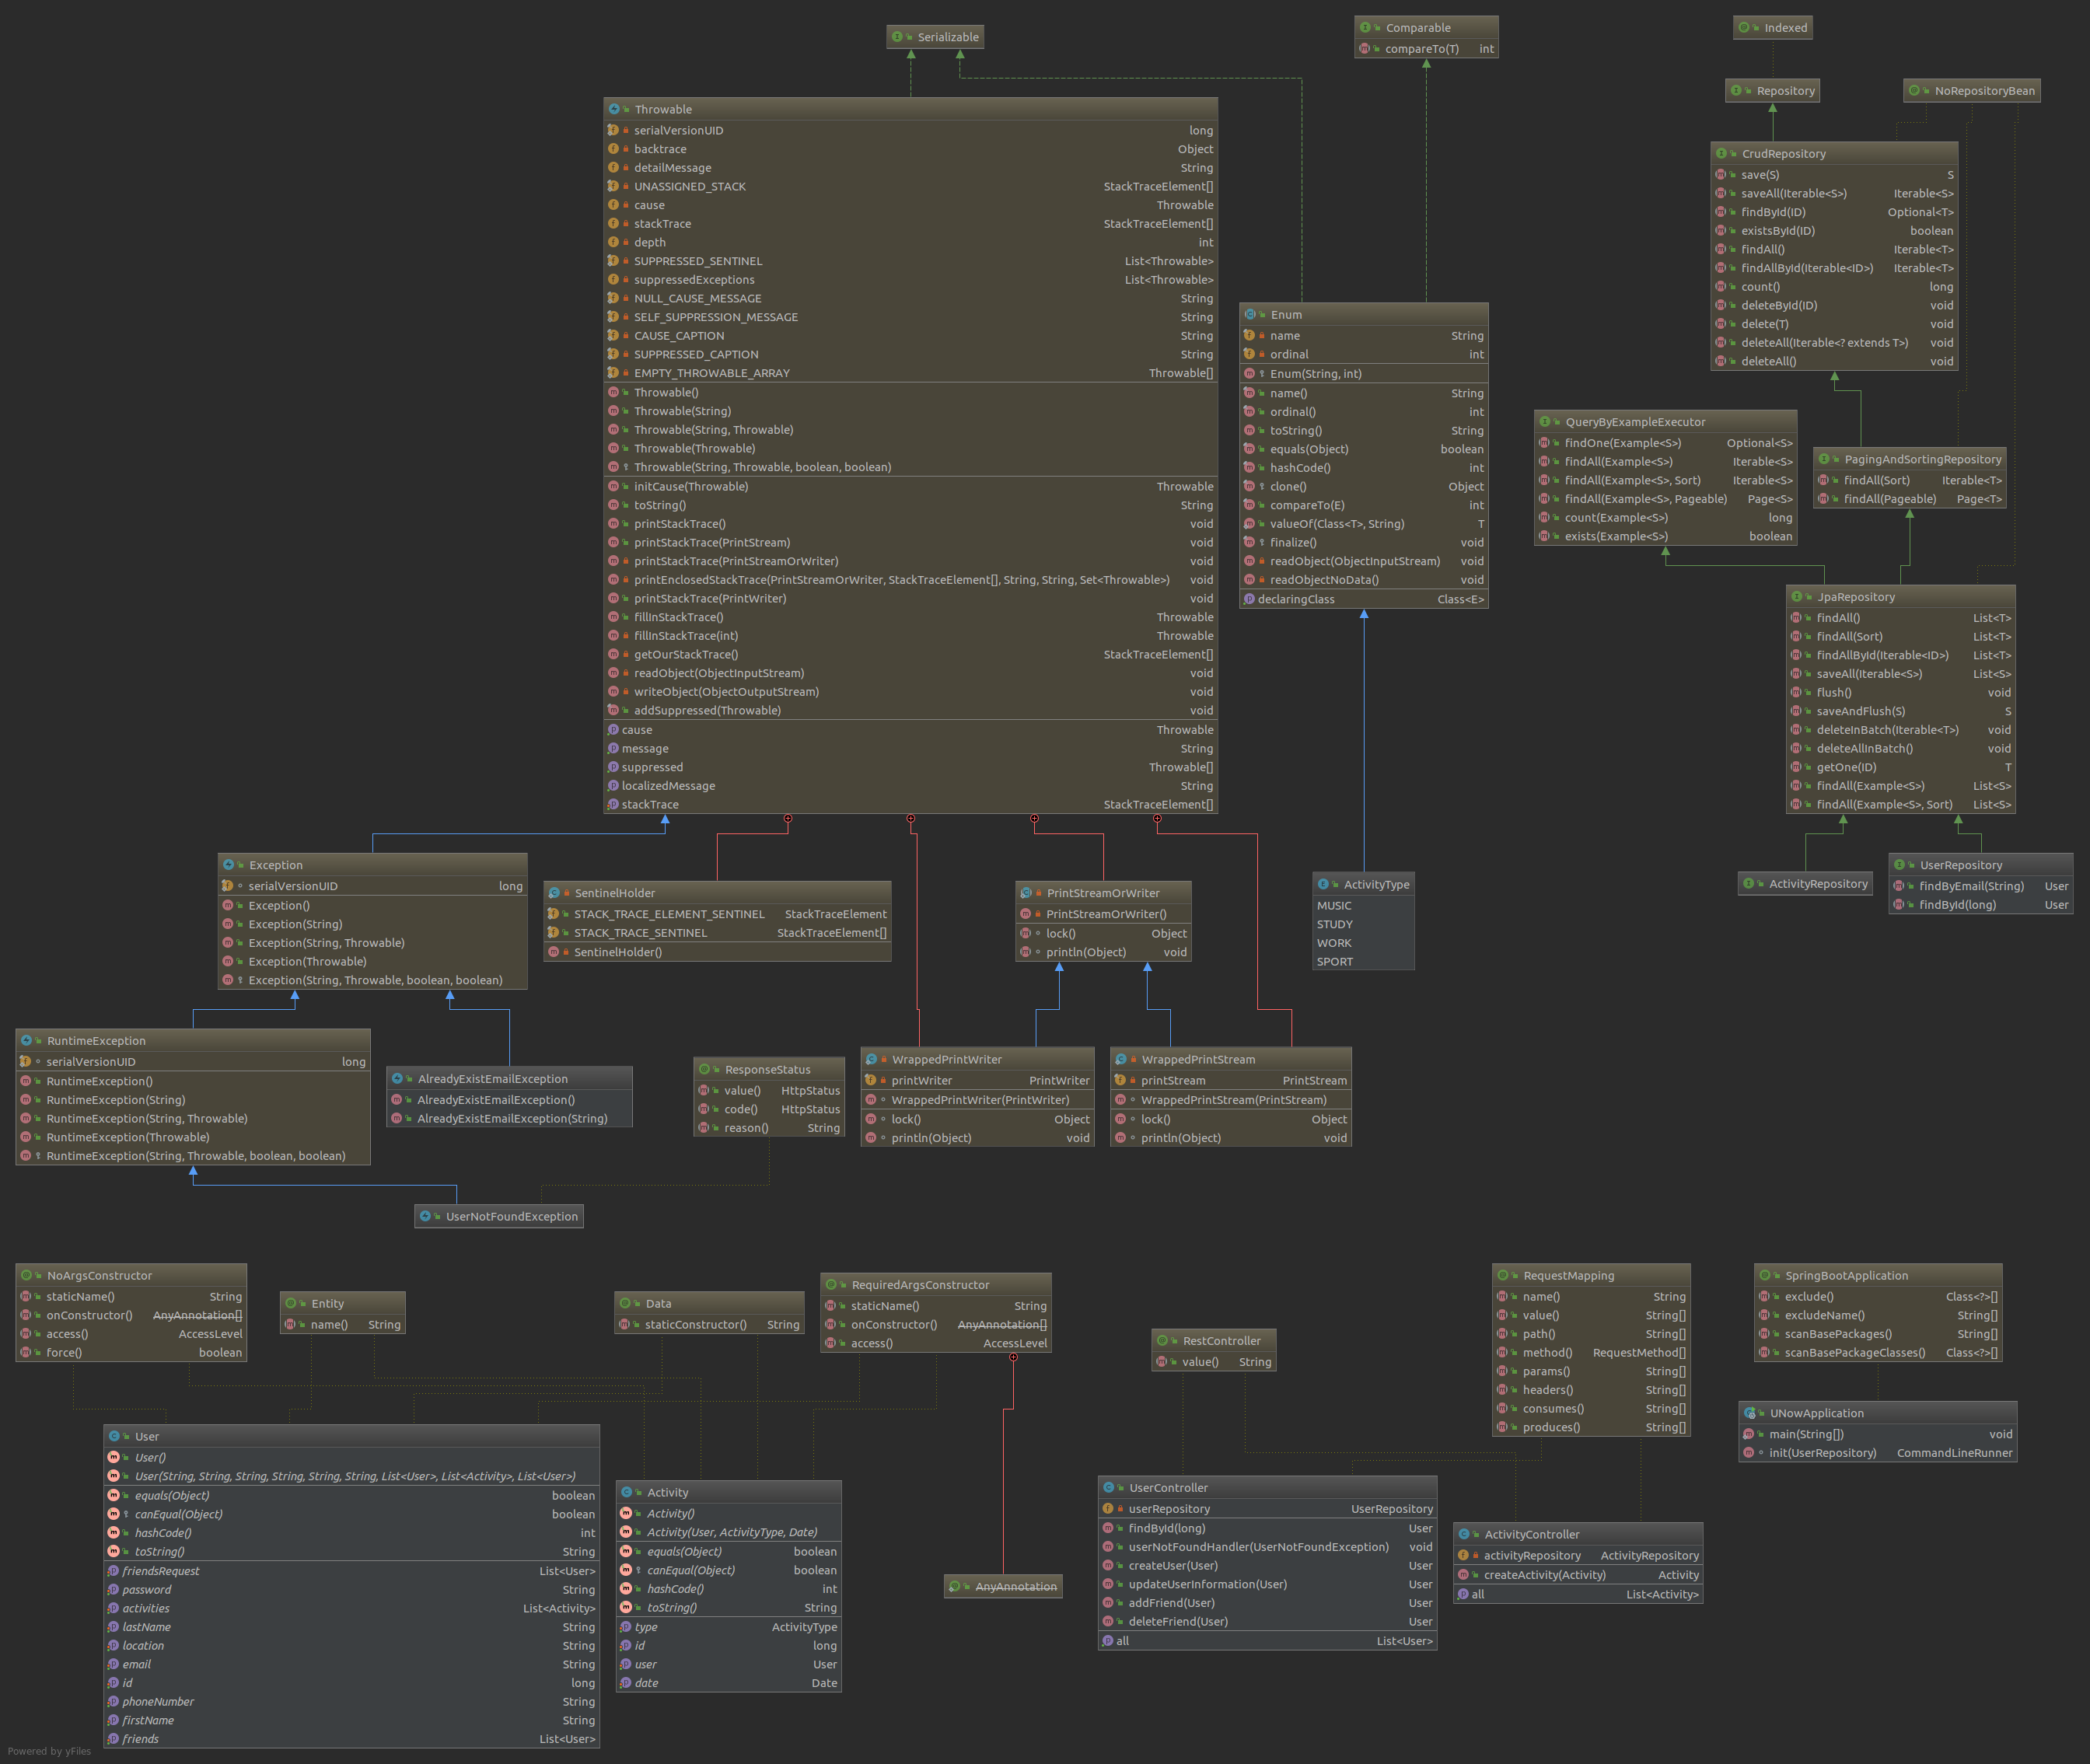 Serializable
Comparable
compareTo(T) int
Indexed
Repository
NoRepositoryBean
Throwable
serialVersionUID long
backtrace Object
detailMessage String
UNASSIGNED_STACK StackTraceElement[]
cause Throwable
stackTrace StackTraceElement[]
depth int
SUPPRESSED_SENTINEL List<Throwable>
suppressedExceptions List<Throwable>
NULL_CAUSE_MESSAGE String
SELF_SUPPRESSION_MESSAGE String
CAUSE_CAPTION String
SUPPRESSED_CAPTION String
EMPTY_THROWABLE_ARRAY Throwable[]
Throwable()
Throwable(String)
Throwable(String, Throwable)
Throwable(Throwable)
Throwable(String, Throwable, boolean, boolean)
initCause(Throwable) Throwable
toString() String
printStackTrace() void
printStackTrace(PrintStream) void
printStackTrace(PrintStreamOrWriter) void
printEnclosedStackTrace(PrintStreamOrWriter, StackTraceElement[], String, String, Set<Throwable>) void
printStackTrace(PrintWriter) void
fillInStackTrace() Throwable
fillInStackTrace(int) Throwable
getOurStackTrace() StackTraceElement[]
readObject(ObjectInputStream) void
writeObject(ObjectOutputStream) void
addSuppressed(Throwable) void
cause Throwable
message String
suppressed Throwable[]
localizedMessage String
stackTrace StackTraceElement[]
Enum
name String
ordinal int
Enum(String, int)
name() String
ordinal() int
toString() String
equals(Object) boolean
hashCode() int
clone() Object
compareTo(E) int
valueOf(Class<T>, String) T
finalize() void
readObject(ObjectInputStream) void
readObjectNoData() void
declaringClass Class<E>
CrudRepository
save(S) S
saveAll(Iterable<S>) Iterable<S>
findById(ID) Optional<T>
existsById(ID) boolean
findAll() Iterable<T>
findAllById(Iterable<ID>) Iterable<T>
count() long
deleteById(ID) void
delete(T) void
deleteAll(Iterable<? extends T>) void
deleteAll() void
QueryByExampleExecutor
findOne(Example<S>) Optional<S>
findAll(Example<S>) Iterable<S>
findAll(Example<S>, Sort) Iterable<S>
findAll(Example<S>, Pageable) Page<S>
count(Example<S>) long
exists(Example<S>) boolean
PagingAndSortingRepository
findAll(Sort) Iterable<T>
findAll(Pageable) Page<T>
JpaRepository
findAll() List<T>
findAll(Sort) List<T>
findAllById(Iterable<ID>) List<T>
saveAll(Iterable<S>) List<S>
flush() void
saveAndFlush(S) S
deleteInBatch(Iterable<T>) void
deleteAllInBatch() void
getOne(ID) T
findAll(Example<S>) List<S>
findAll(Example<S>, Sort) List<S>
Exception
serialVersionUID long
Exception()
Exception(String)
Exception(String, Throwable)
Exception(Throwable)
Exception(String, Throwable, boolean, boolean)
SentinelHolder
STACK_TRACE_ELEMENT_SENTINEL StackTraceElement
STACK_TRACE_SENTINEL StackTraceElement[]
SentinelHolder()
PrintStreamOrWriter
PrintStreamOrWriter()
lock() Object
println(Object) void
ActivityType
MUSIC
STUDY
WORK
SPORT
ActivityRepository
UserRepository
findByEmail(String) User
findById(long) User
RuntimeException
serialVersionUID long
RuntimeException()
RuntimeException(String)
RuntimeException(String, Throwable)
RuntimeException(Throwable)
RuntimeException(String, Throwable, boolean, boolean)
AlreadyExistEmailException
AlreadyExistEmailException()
AlreadyExistEmailException(String)
ResponseStatus
value() HttpStatus
code() HttpStatus
reason() String
WrappedPrintWriter
printWriter PrintWriter
WrappedPrintWriter(PrintWriter)
lock() Object
println(Object) void
WrappedPrintStream
printStream PrintStream
WrappedPrintStream(PrintStream)
lock() Object
println(Object) void
UserNotFoundException
NoArgsConstructor
staticName() String
onConstructor() AnyAnnotation[]
access() AccessLevel
force() boolean
Entity
name() String
Data
staticConstructor() String
RequiredArgsConstructor
staticName() String
onConstructor() AnyAnnotation[]
access() AccessLevel
RestController
value() String
RequestMapping
name() String
value() String[]
path() String[]
method() RequestMethod[]
params() String[]
headers() String[]
consumes() String[]
produces() String[]
SpringBootApplication
exclude() Class<?>[]
excludeName() String[]
scanBasePackages() String[]
scanBasePackageClasses() Class<?>[]
UNowApplication
main(String[]) void
init(UserRepository) CommandLineRunner
User
User()
User(String, String, String, String, String, String, List<User>, List<Activity>, List<User>)
equals(Object) boolean
canEqual(Object) boolean
hashCode() int
toString() String
friendsRequest List<User>
password String
activities List<Activity>
lastName String
location String
email String
id long
phoneNumber String
firstName String
friends List<User>
Activity
Activity()
Activity(User, ActivityType, Date)
equals(Object) boolean
canEqual(Object) boolean
hashCode() int
toString() String
type ActivityType
id long
user User
date Date
AnyAnnotation
UserController
userRepository UserRepository
findById(long) User
userNotFoundHandler(UserNotFoundException) void
createUser(User) User
updateUserInformation(User) User
addFriend(User) User
deleteFriend(User) User
all List<User>
ActivityController
activityRepository ActivityRepository
createActivity(Activity) Activity
all List<Activity>
Powered by yFiles